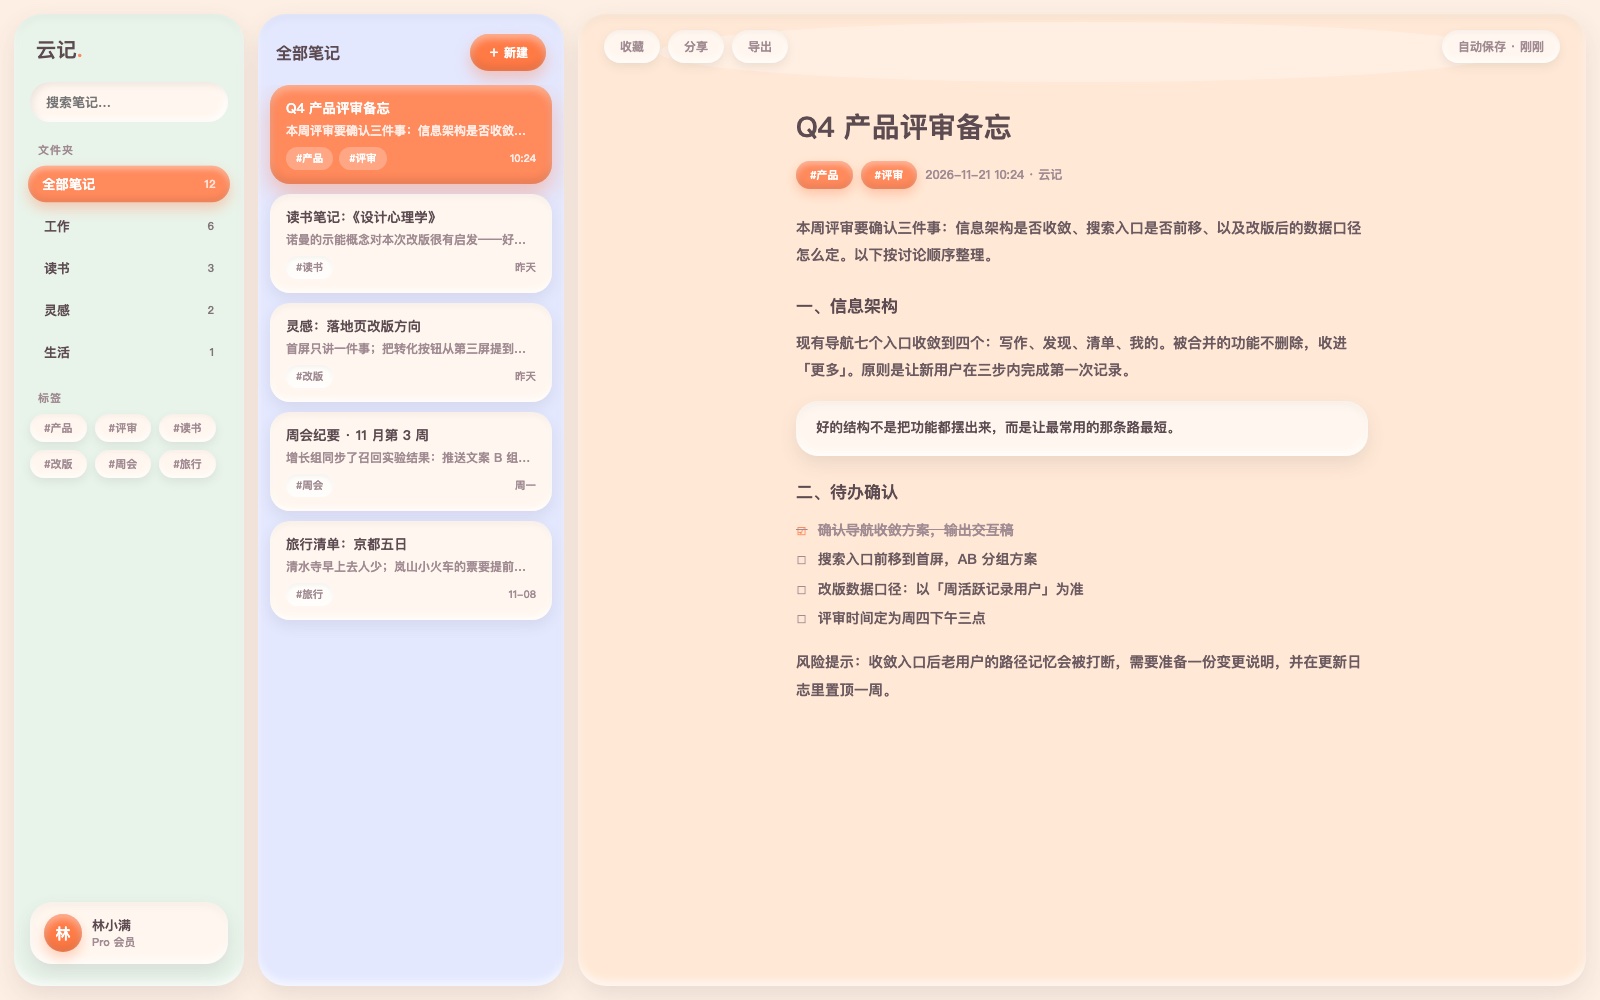 云记.
搜索笔记...
文件夹
全部笔记 12
工作 6
读书 3
灵感 2
生活 1
标签
#产品 #评审 #读书
#改版 #周会 #旅行
林
林小满
Pro 会员
全部笔记
+ 新建
Q4 产品评审备忘
本周评审要确认三件事：信息架构是否收敛...
#产品 #评审 10:24
读书笔记：《设计心理学》
诺曼的示能概念对本次改版很有启发——好...
#读书 昨天
灵感：落地页改版方向
首屏只讲一件事；把转化按钮从第三屏提到...
#改版 昨天
周会纪要 · 11 月第 3 周
增长组同步了召回实验结果：推送文案 B 组...
#周会 周一
旅行清单：京都五日
清水寺早上去人少；岚山小火车的票要提前...
#旅行 11-08
收藏 分享 导出
自动保存 · 刚刚
Q4 产品评审备忘
#产品 #评审 2026-11-21 10:24 · 云记
本周评审要确认三件事：信息架构是否收敛、搜索入口是否前移、以及改版后的数据口径
怎么定。以下按讨论顺序整理。
一、信息架构
现有导航七个入口收敛到四个：写作、发现、清单、我的。被合并的功能不删除，收进
「更多」。原则是让新用户在三步内完成第一次记录。
好的结构不是把功能都摆出来，而是让最常用的那条路最短。
二、待办确认
☑ 确认导航收敛方案，输出交互稿
☐ 搜索入口前移到首屏，AB 分组方案
☐ 改版数据口径：以「周活跃记录用户」为准
☐ 评审时间定为周四下午三点
风险提示：收敛入口后老用户的路径记忆会被打断，需要准备一份变更说明，并在更新日
志里置顶一周。